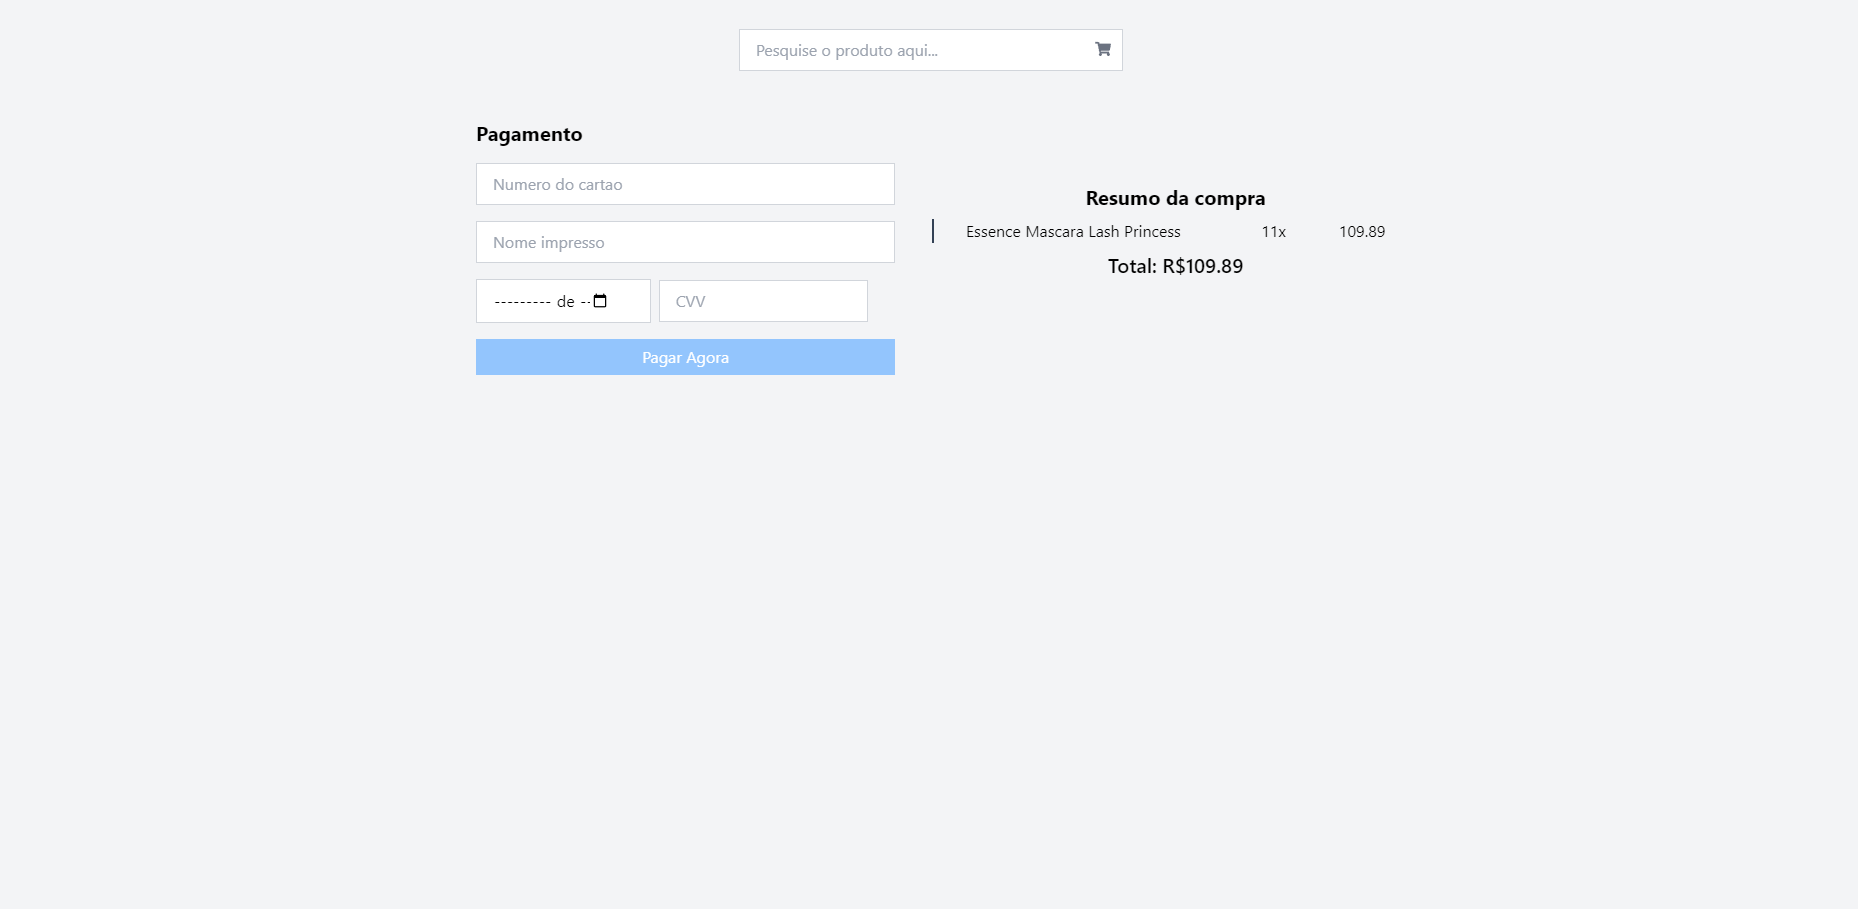 Pesquise o produto aqui...
Pagamento
Numero do cartao
Nome impresso
--------- de --
CVV
Pagar Agora
Resumo da compra
Essence Mascara Lash Princess 11x 109.89
Total: R$109.89